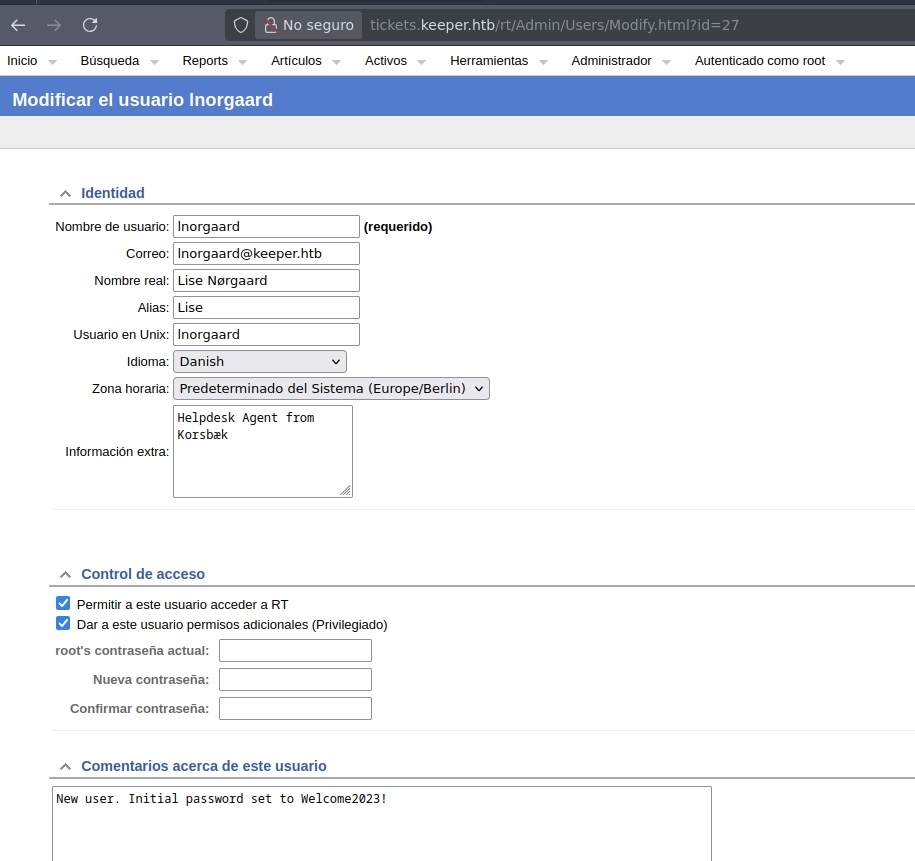 No seguro tickets.keeper.htb/rt/Admin/Users/Modify.html?id=27
Inicio Búsqueda Reports Artículos Activos Herramientas Administrador Autenticado como root
Modificar el usuario lnorgaard
Identidad
Nombre de usuario: lnorgaard (requerido)
Correo: lnorgaard@keeper.htb
Nombre real: Lise Nørgaard
Alias: Lise
Usuario en Unix: lnorgaard
Idioma: Danish
Zona horaria: Predeterminado del Sistema (Europe/Berlin)
Helpdesk Agent from
Korsbæk
Información extra:
Control de acceso
Permitir a este usuario acceder a RT
Dar a este usuario permisos adicionales (Privilegiado)
root's contraseña actual:
Nueva contraseña:
Confirmar contraseña:
Comentarios acerca de este usuario
New user. Initial password set to Welcome2023!